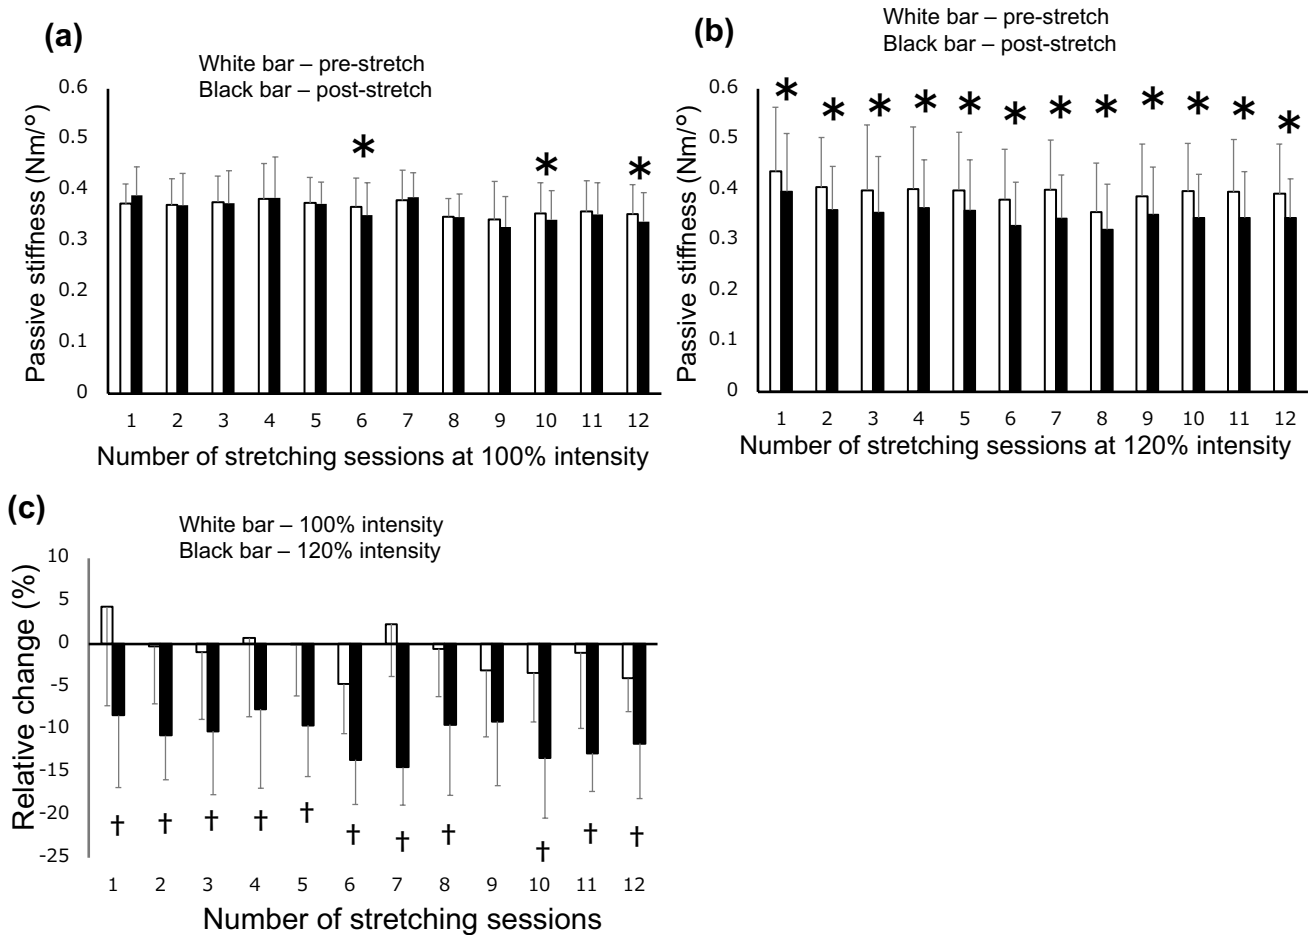 (a)
White bar – pre-stretch
Black bar – post-stretch
Passive stiffness (Nm/°)
0.6
0.5
0.4
0.3
0.2
0.1
0
* * *
1 2 3 4 5 6 7 8 9 10 11 12
Number of stretching sessions at 100% intensity
(b)
White bar – pre-stretch
Black bar – post-stretch
Passive stiffness (Nm/°)
0.6
0.5
0.4
0.3
0.2
0.1
0
* * * * * * * * * * * *
1 2 3 4 5 6 7 8 9 10 11 12
Number of stretching sessions at 120% intensity
(c)
White bar – 100% intensity
Black bar – 120% intensity
Relative change (%)
10
5
0
-5
-10
-15
-20
-25
† † † † † † † † † † †
1 2 3 4 5 6 7 8 9 10 11 12
Number of stretching sessions